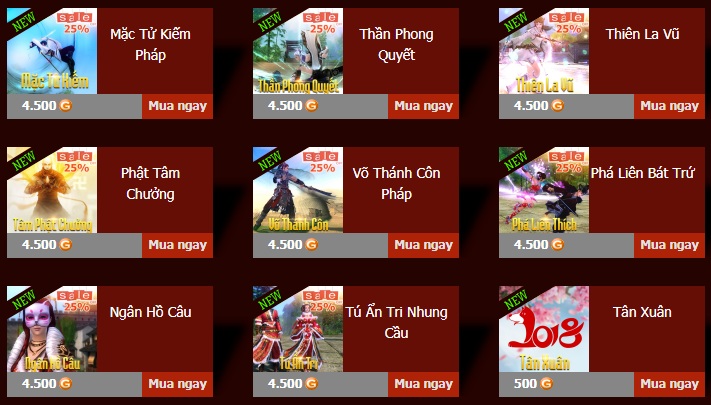 NEW
sale
25%
Mặc Tử Kiếm
Mặc Tử Kiếm
Pháp
4.500 G
Mua ngay
NEW
sale
25%
Thần Phong Quyết
Thần Phong
Quyết
4.500 G
Mua ngay
NEW
sale
25%
Thiên La Vũ
Thiên La Vũ
4.500 G
Mua ngay
NEW
sale
25%
Tâm Phật Chưởng
Phật Tâm
Chưởng
4.500 G
Mua ngay
NEW
sale
25%
Võ Thánh Côn
Võ Thánh Côn
Pháp
4.500 G
Mua ngay
NEW
sale
25%
Phá Liên Thích
Phá Liên Bát Trứ
4.500 G
Mua ngay
NEW
sale
25%
Ngân Hồ Câu
Ngân Hồ Câu
4.500 G
Mua ngay
NEW
sale
25%
Tú Ẩn Tri
Tú Ẩn Tri Nhung
Cầu
4.500 G
Mua ngay
NEW
2018
Tân Xuân
Tân Xuân
500 G
Mua ngay